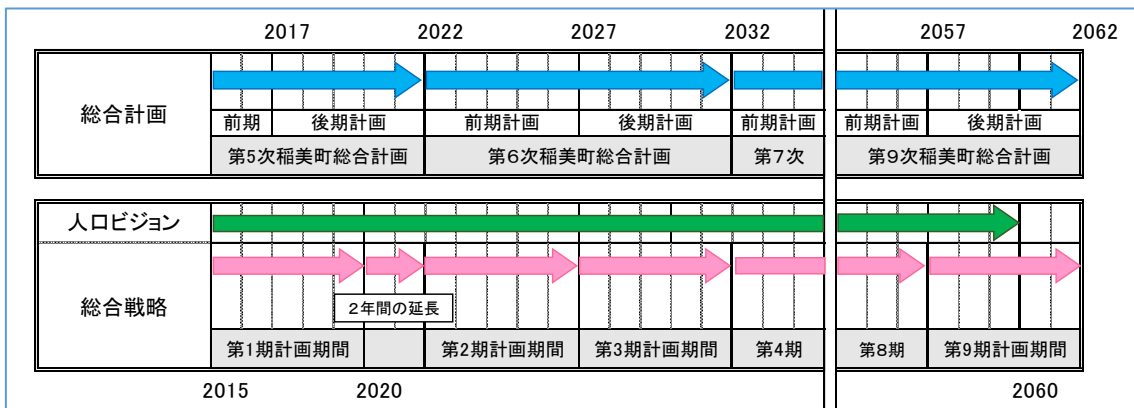 2017 2022 2027 2032 2057 2062
総合計画
前期 後期計画 前期計画 後期計画 前期計画 前期計画 後期計画
第5次稲美町総合計画 第6次稲美町総合計画 第7次 第9次稲美町総合計画
人口ビジョン
総合戦略
2年間の延長
第1期計画期間 第2期計画期間 第3期計画期間 第4期 第8期 第9期計画期間
2015 2020 2060